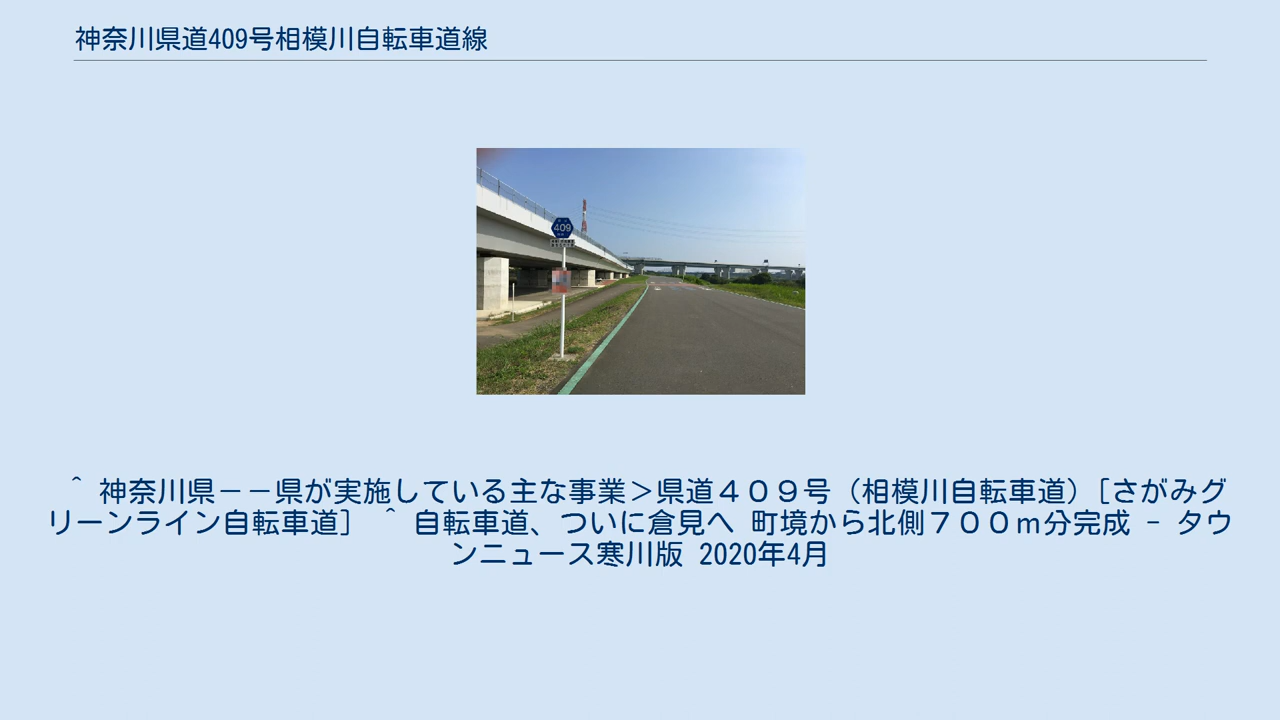 神奈川県道409号相模川自転車道線
409
^ 神奈川県－－県が実施している主な事業＞県道４０９号（相模川自転車道）[さがみグ
リーンライン自転車道] ^ 自転車道、ついに倉見へ 町境から北側７００ｍ分完成 - タウ
ンニュース寒川版 2020年4月